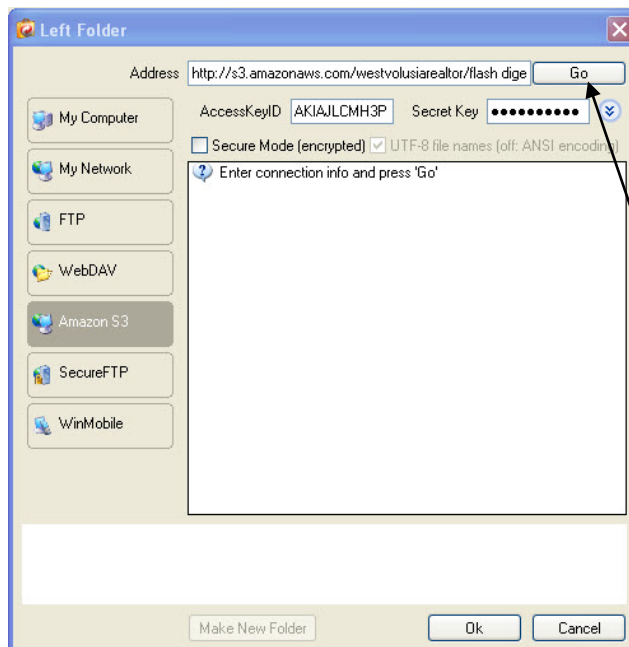 Left Folder
Address http://s3.amazonaws.com/westvolusiarealtor/flash dige Go
My Computer
My Network
FTP
WebDAV
Amazon S3
SecureFTP
WinMobile
AccessKeyID AKIAJLCMH3P Secret Key ●●●●●●●●●●
Secure Mode (encrypted) UTF-8 file names (off: ANSI encoding)
Enter connection info and press 'Go'
Make New Folder Ok Cancel